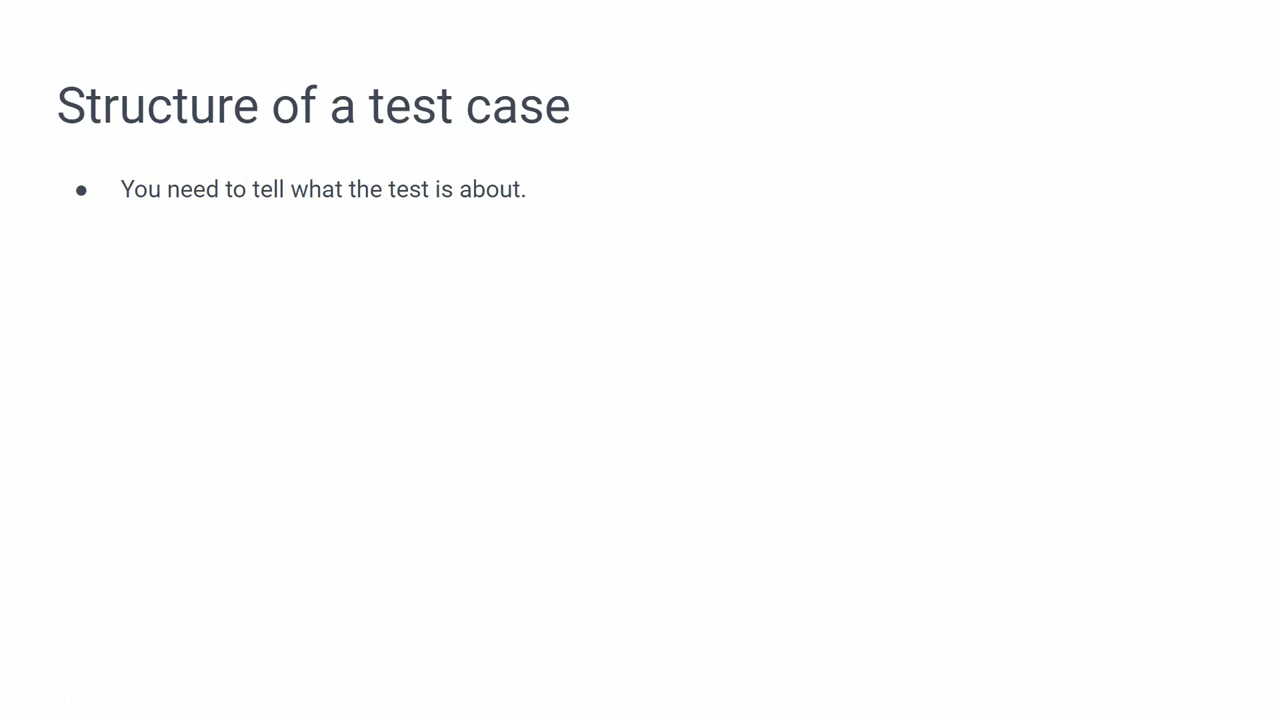 Structure of a test case
● You need to tell what the test is about.